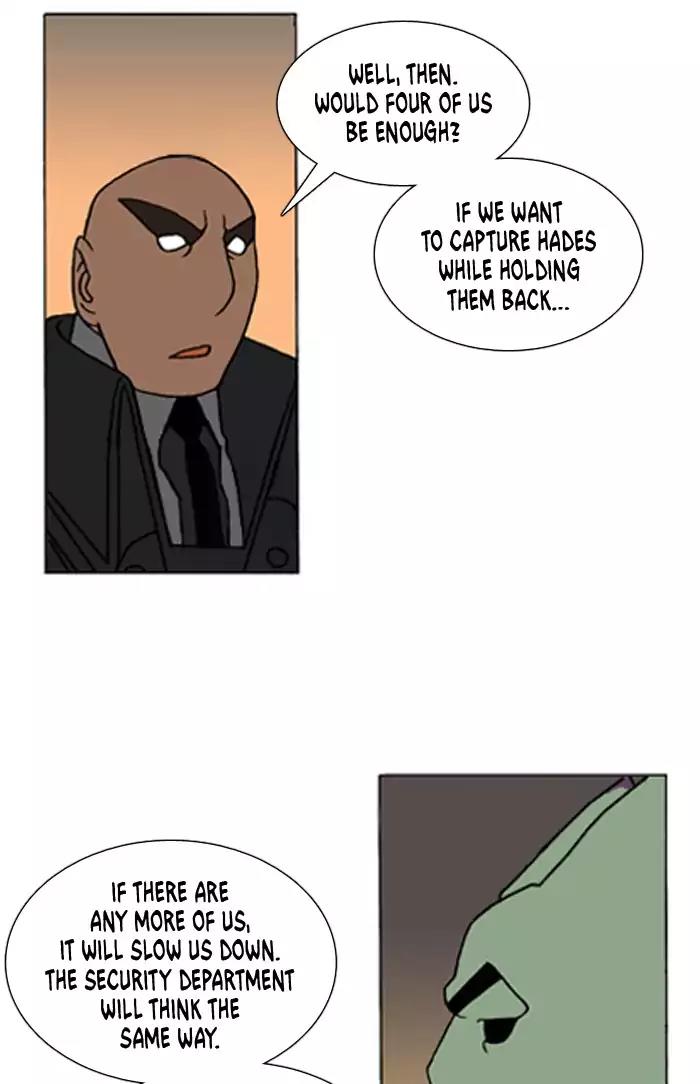 WELL, THEN.
WOULD FOUR OF US
BE ENOUGH?
IF WE WANT
TO CAPTURE HADES
WHILE HOLDING
THEM BACK...
IF THERE ARE
ANY MORE OF US,
IT WILL SLOW US DOWN.
THE SECURITY DEPARTMENT
WILL THINK THE
SAME WAY.